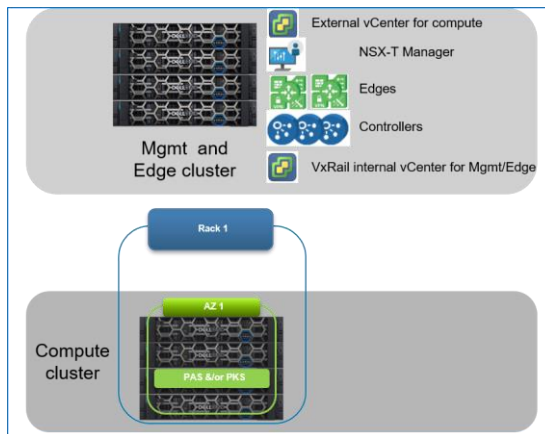 External vCenter for compute
NSX-T Manager
Edges
Controllers
Mgmt and
Edge cluster
VxRail internal vCenter for Mgmt/Edge
Rack 1
AZ 1
Compute
cluster
PAS &/or PKS